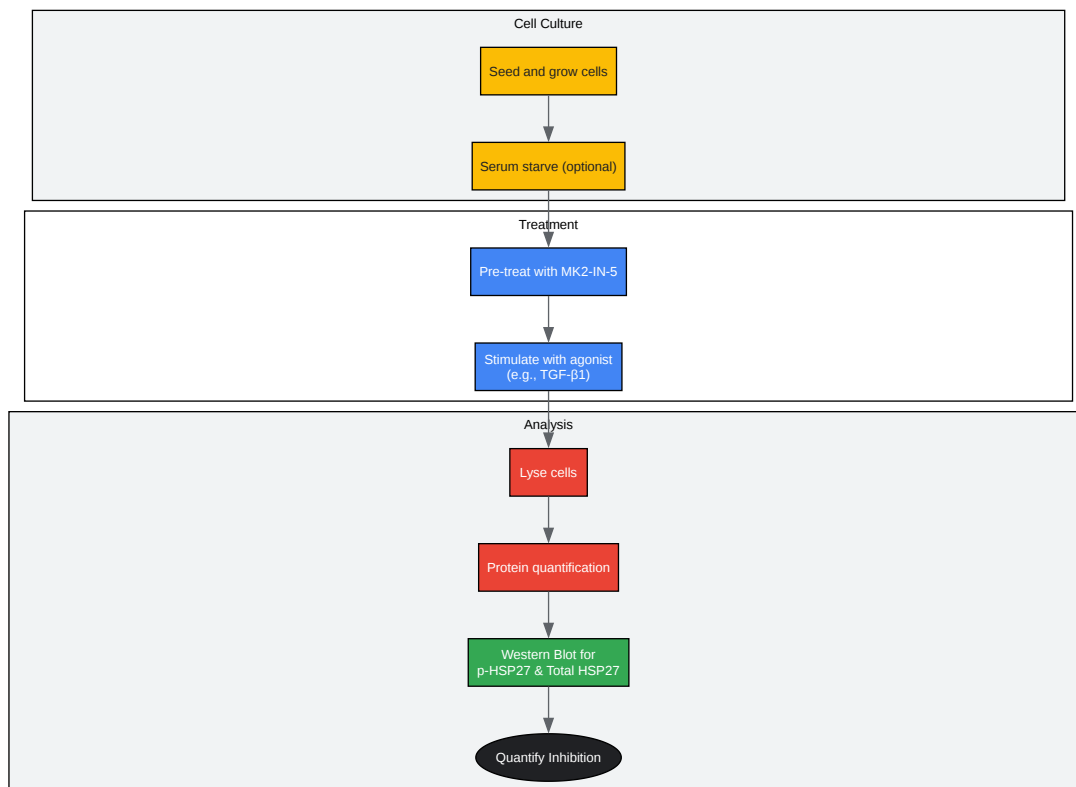 Cell Culture
Seed and grow cells
Serum starve (optional)
Treatment
Pre-treat with MK2-IN-5
Stimulate with agonist
(e.g., TGF-β1)
Analysis
Lyse cells
Protein quantification
Western Blot for
p-HSP27 & Total HSP27
Quantify Inhibition